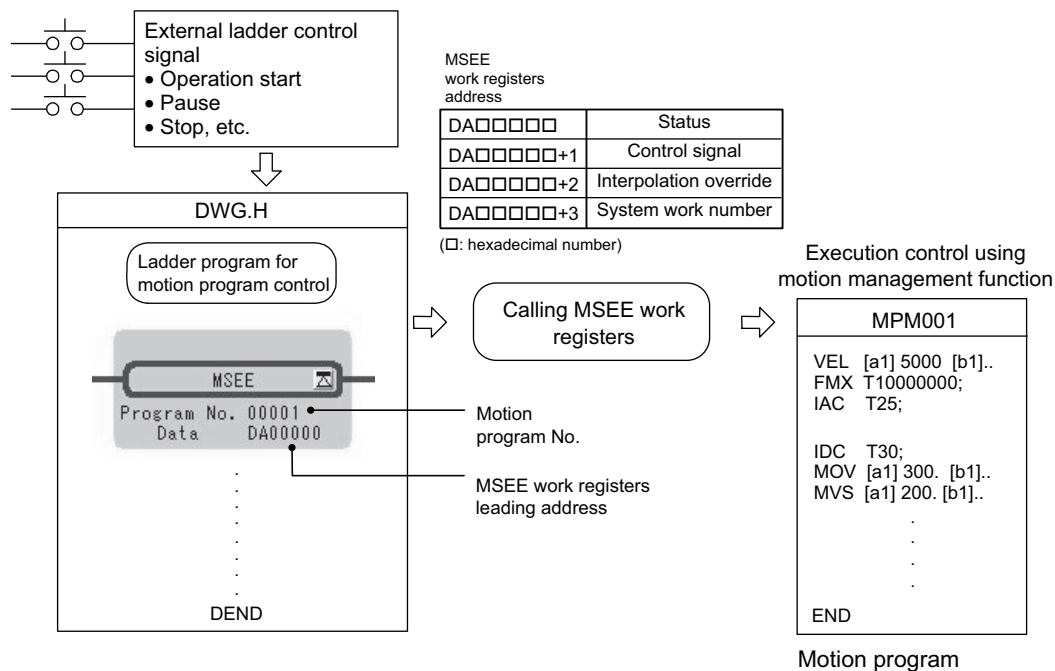 External ladder control
signal
• Operation start
• Pause
• Stop, etc.
MSEE
work registers
address
DA□□□□□ Status
DA□□□□□+1 Control signal
DA□□□□□+2 Interpolation override
DA□□□□□+3 System work number
(□: hexadecimal number)
DWG.H
Ladder program for
motion program control
MSEE
Program No. 00001
Data DA00000
.
.
.
.
.
.
.
.
DEND
Motion
program No.
MSEE work registers
leading address
Calling MSEE work
registers
Execution control using
motion management function
MPM001
VEL [a1] 5000 [b1]..
FMX T10000000;
IAC T25;
IDC T30;
MOV [a1] 300. [b1]..
MVS [a1] 200. [b1]..
.
.
.
.
END
Motion program